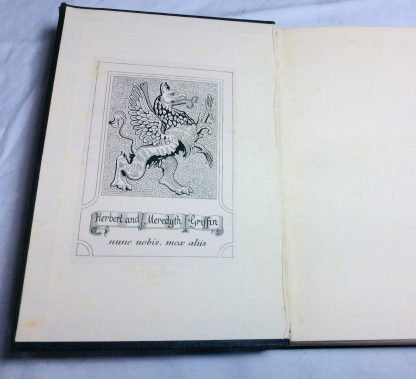 Herbert and Meredyth Griffin
nunc nobis, mox aliis